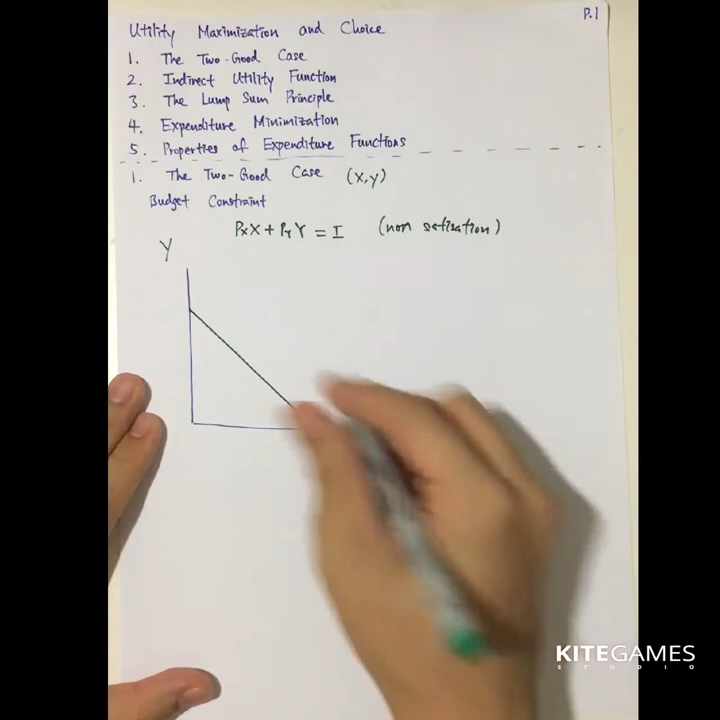 P.1
Utility Maximization and Choice
1. The Two-Good Case
2. Indirect Utility Function
3. The Lump Sum Principle
4. Expenditure Minimization
5. Properties of Expenditure Functions
1. The Two-Good Case (x,y)
Budget Constraint
PxX + PYY = I (non satisation)
Y
KITEGAMES
STUDIO